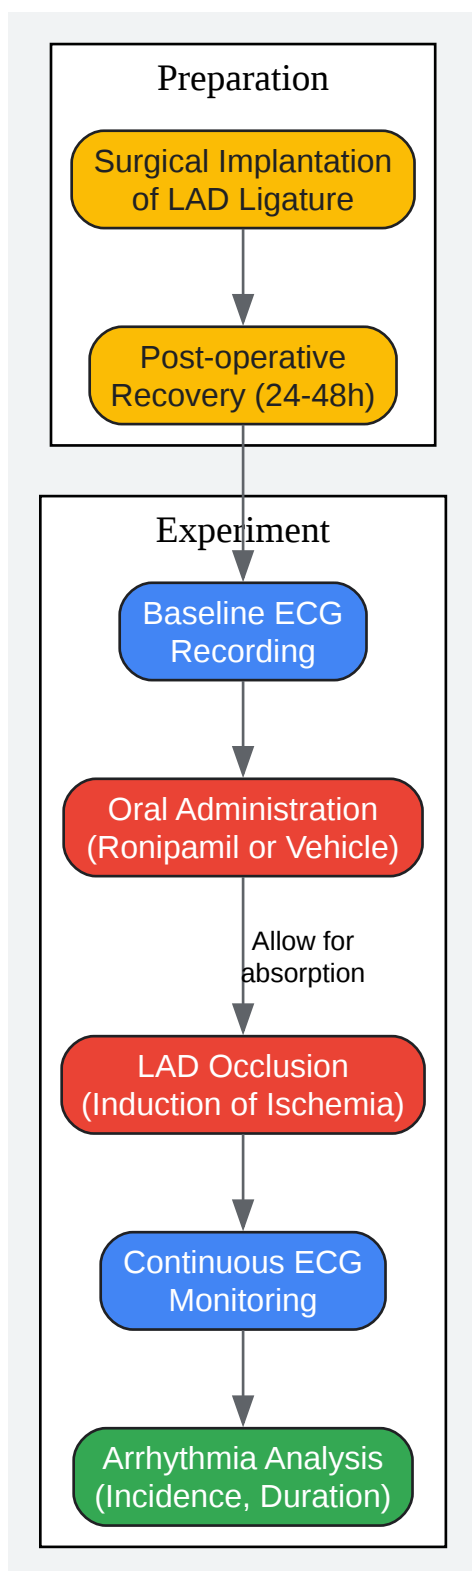 Preparation
Surgical Implantation
of LAD Ligature
Post-operative
Recovery (24-48h)
Experiment
Baseline ECG
Recording
Oral Administration
(Ronipamil or Vehicle)
Allow for
absorption
LAD Occlusion
(Induction of Ischemia)
Continuous ECG
Monitoring
Arrhythmia Analysis
(Incidence, Duration)